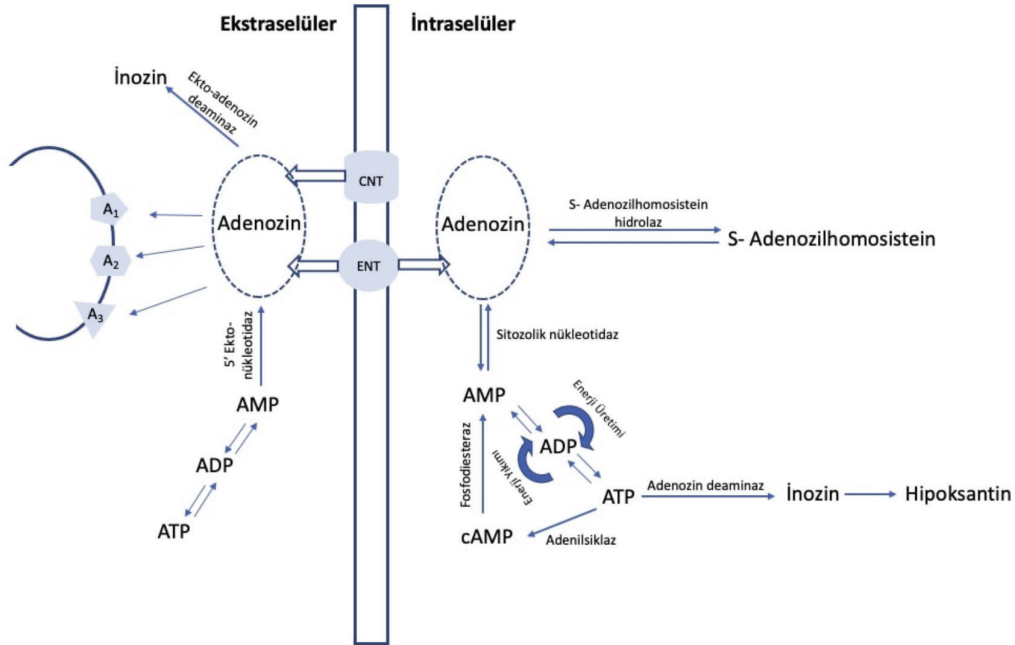 Ekstraselüler
İntraselüler
İnozin
Ekto-adenozin
deaminaz
CNT
A1
A2
A3
Adenozin
Adenozin
S- Adenozilhomosistein
hidrolaz
S- Adenozilhomosistein
ENT
5' Ekto-
nükleotidaz
Sitozolik nükleotidaz
AMP
ADP
ATP
AMP
Enerji Üretimi
ADP
Enerji Yıkımı
Fosfodiesteraz
ATP
Adenozin deaminaz
İnozin
Hipoksantin
cAMP
Adenilsiklaz